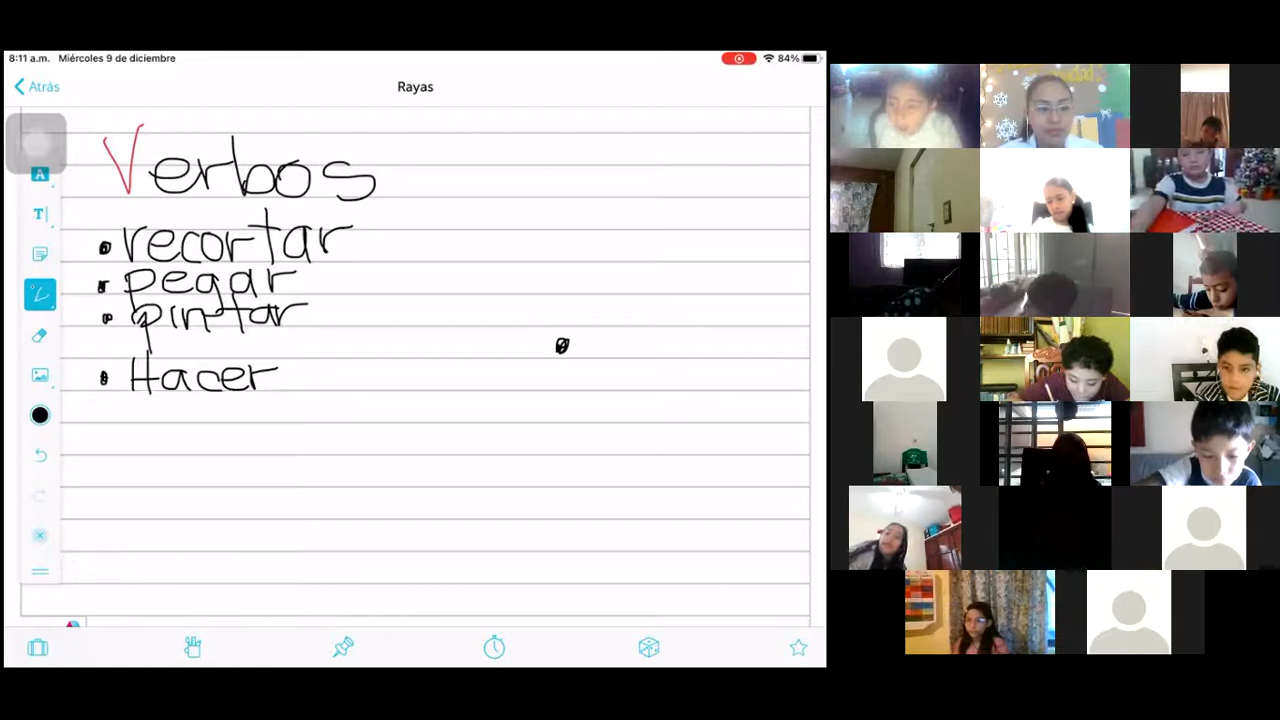 8:11 a.m. Miércoles 9 de diciembre 84%
Atrás Rayas
Verbos
• recortar
• pegar
• pintar
• Hacer
A
T